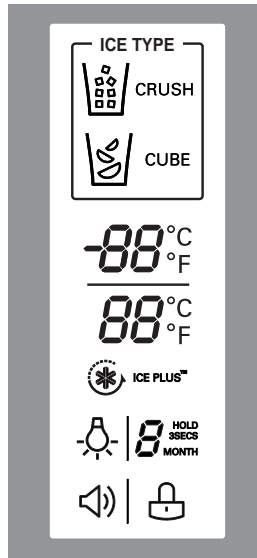 ICE TYPE
CRUSH
CUBE
-88°C
°F
88°C
°F
ICE PLUS™
8 HOLD
3SECS
MONTH